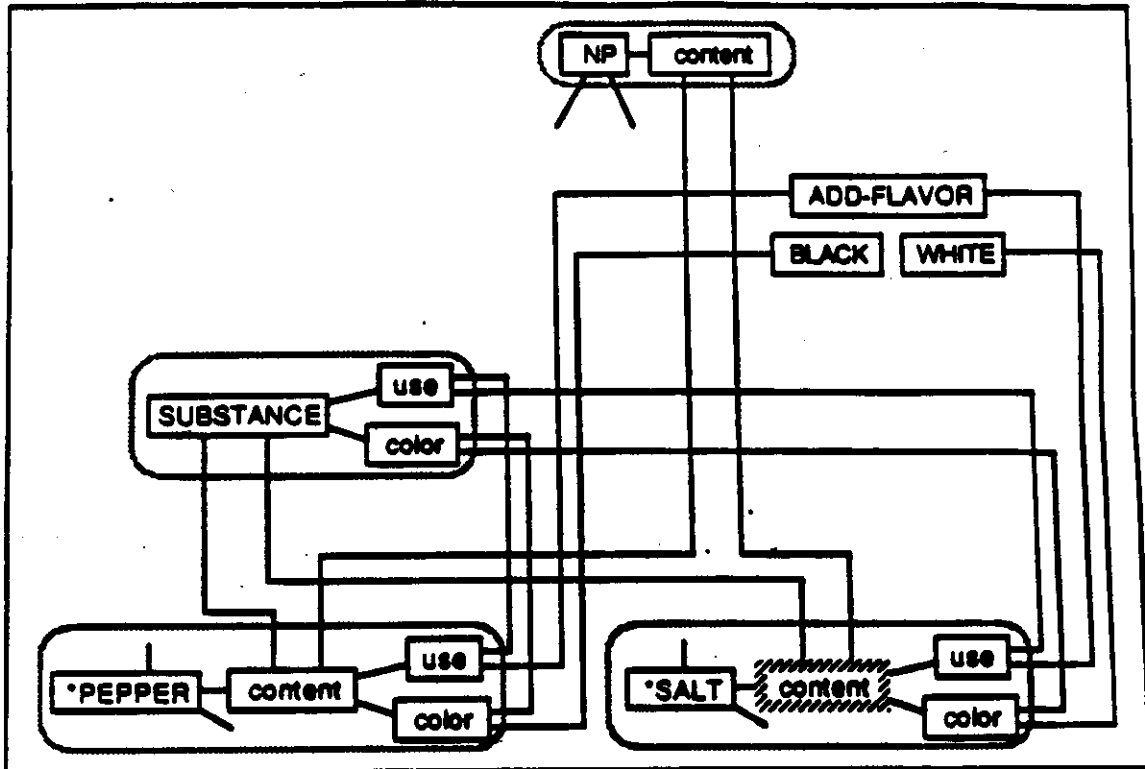 NP content
ADD-FLAVOR
BLACK WHITE
use
SUBSTANCE
color
use
*PEPPER content
color
use
*SALT content
color